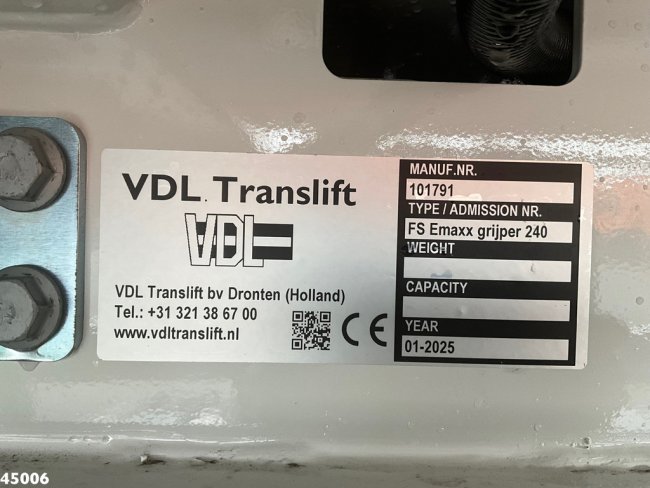 VDL Translift
VDL
VDL Translift bv Dronten (Holland)
Tel.: +31 321 38 67 00
www.vdltranslift.nl
CE
MANUF.NR.
101791
TYPE / ADMISSION NR.
FS Emaxx grijper 240
WEIGHT
CAPACITY
YEAR
01-2025
45006